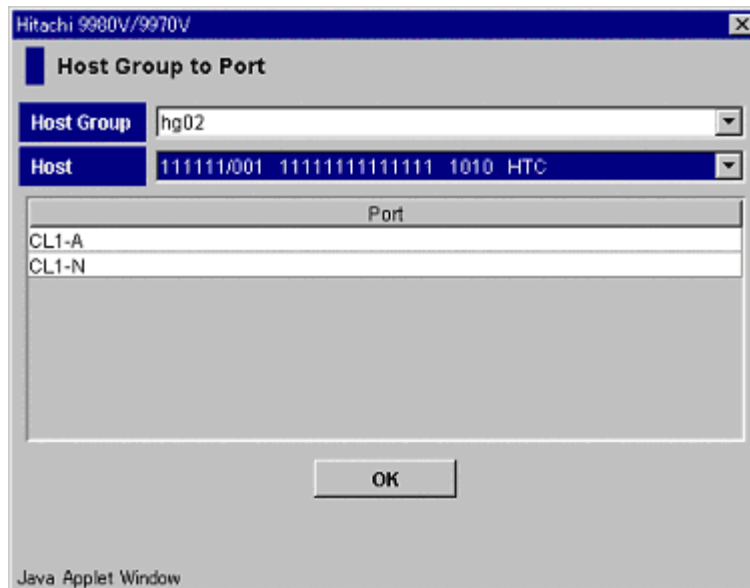 Hitachi 9980V/9970V
Host Group to Port
Host Group hg02
Host 111111/001 11111111111111 1010 HTC
Port
CL1-A
CL1-N
OK
Java Applet Window